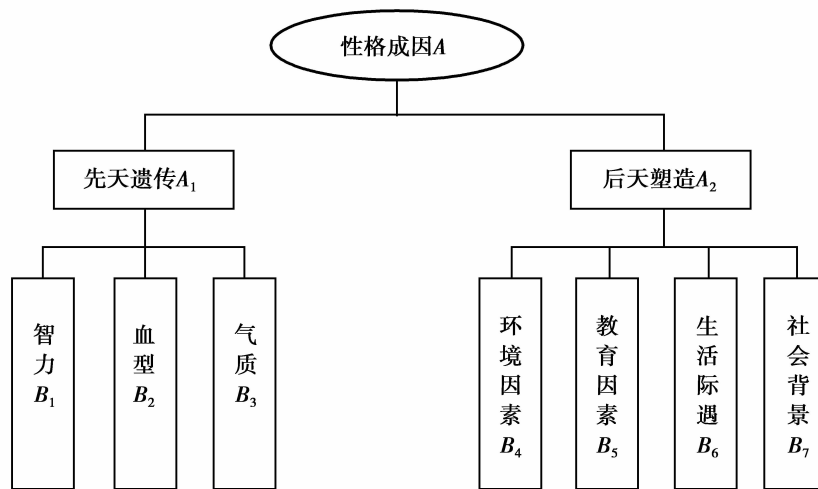 性格成因A
先天遗传A₁
后天塑造A₂
智力B₁
血型B₂
气质B₃
环境因素B₄
教育因素B₅
生活际遇B₆
社会背景B₇